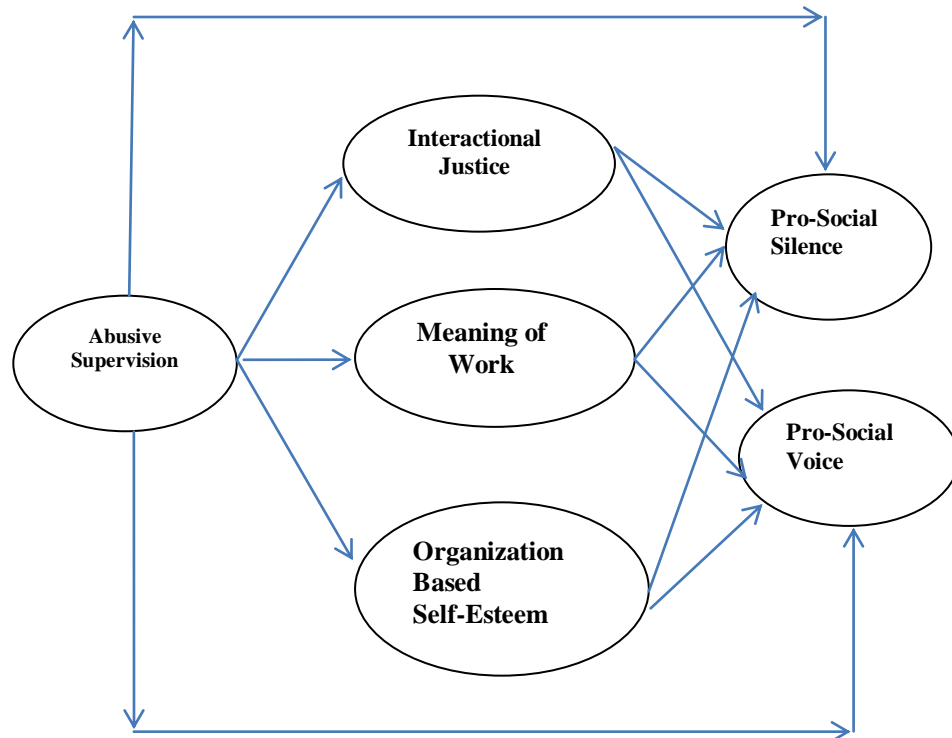 Interactional
Justice
Pro-Social
Silence
Abusive
Supervision
Meaning of
Work
Pro-Social
Voice
Organization
Based
Self-Esteem